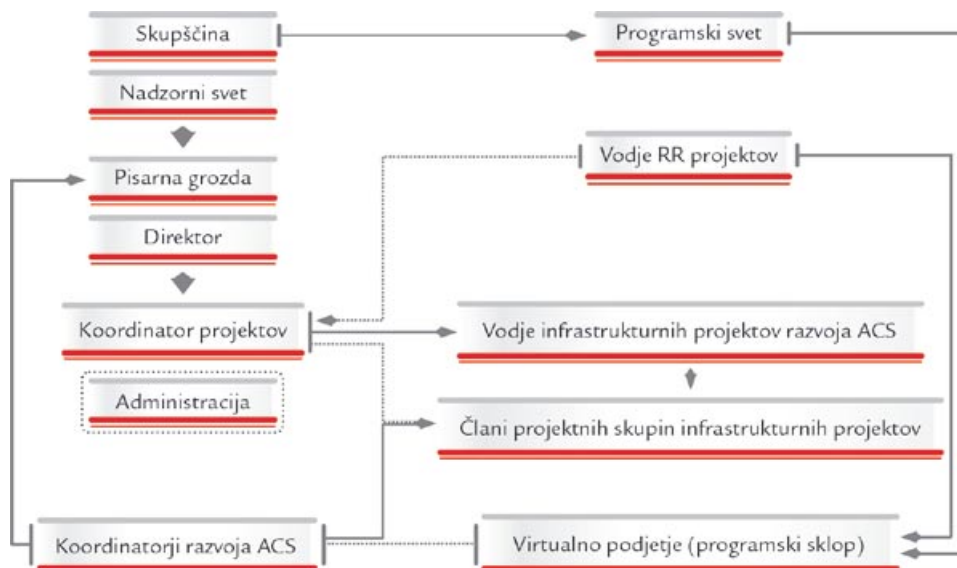 Skupščina
Programski svet
Nadzorni svet
Vodje RR projektov
Pisarna grozda
Direktor
Koordinator projektov
Vodje infrastrukturnih projektov razvoja ACS
Administracija
Člani projektnih skupin infrastrukturnih projektov
Koordinatorji razvoja ACS
Virtualno podjetje (programski sklop)